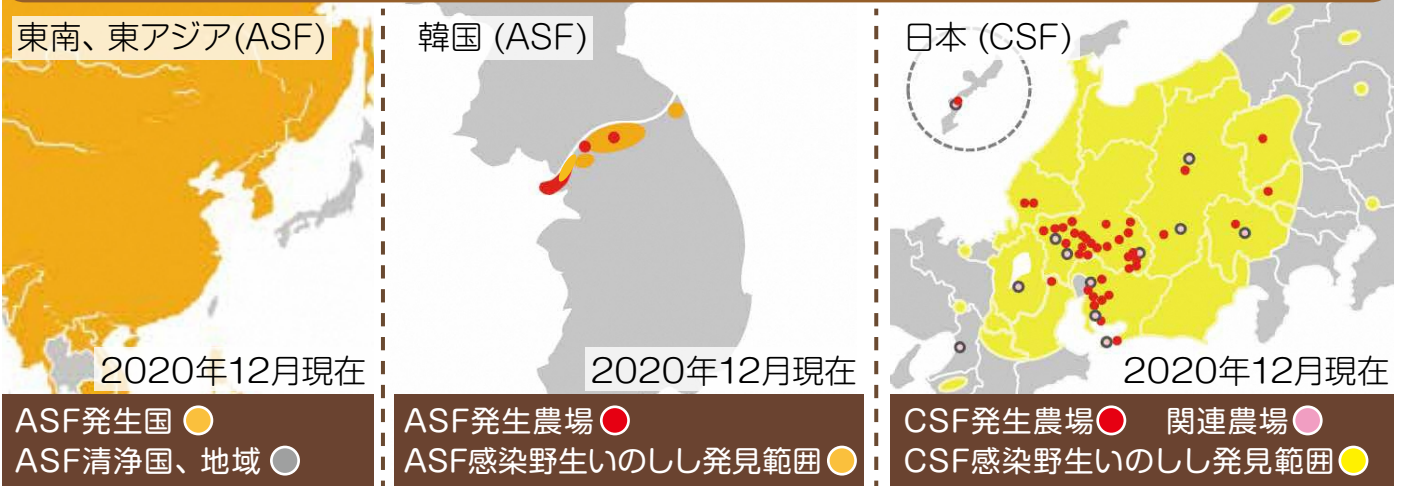 東南、東アジア(ASF)
2020年12月現在
ASF発生国
ASF清浄国、地域
韓国 (ASF)
2020年12月現在
ASF発生農場
ASF感染野生いのしし発見範囲
日本 (CSF)
2020年12月現在
CSF発生農場 関連農場
CSF感染野生いのしし発見範囲